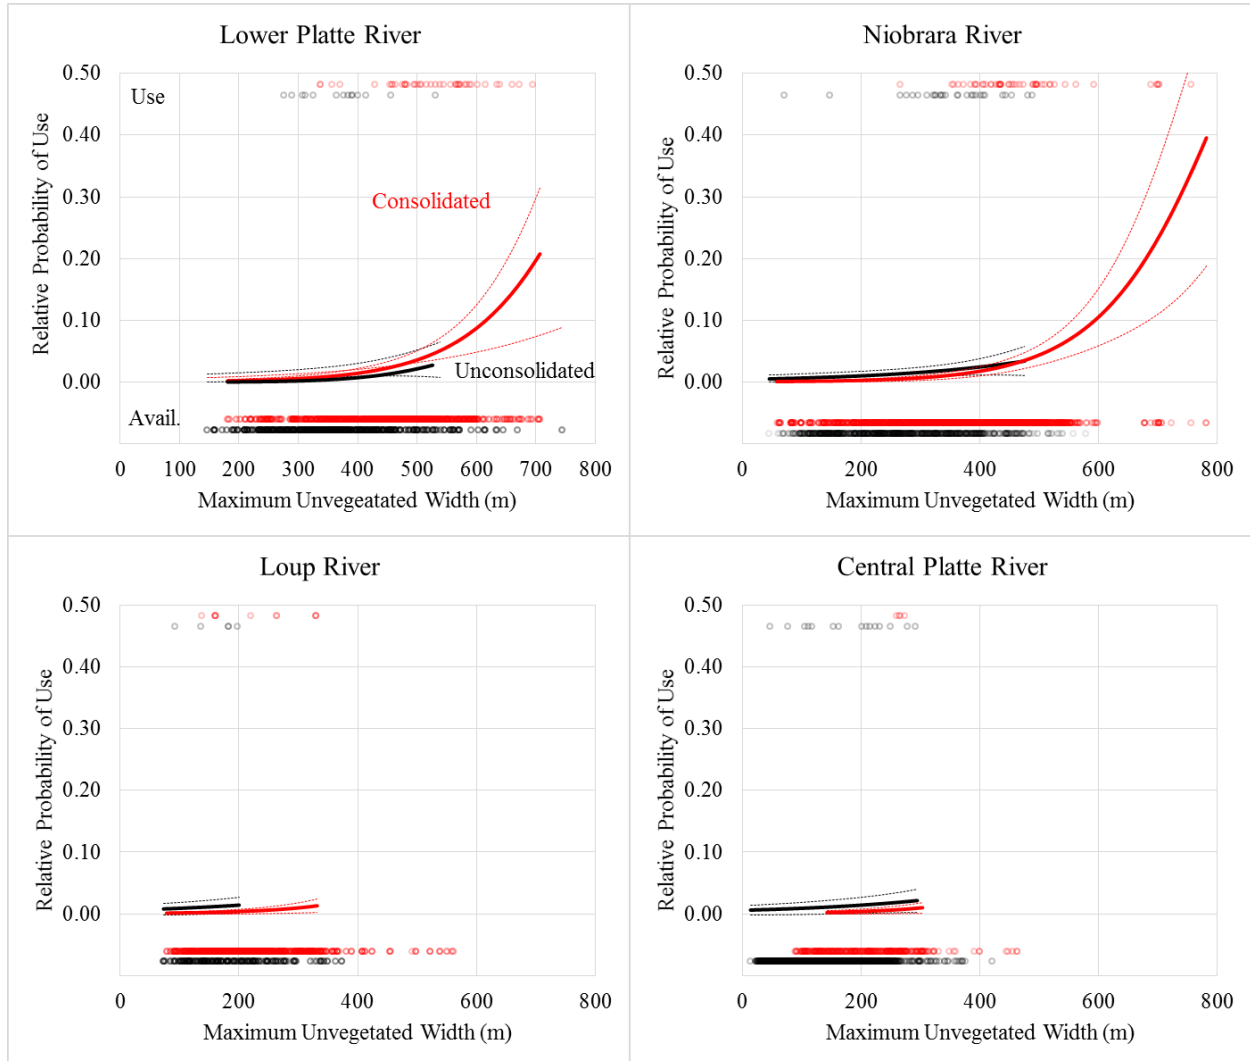 Lower Platte River
0.50
Use
0.40
0.30
Consolidated
0.20
0.10
Unconsolidated
0.00
Avail.
0 100 200 300 400 500 600 700 800
Relative Probability of Use
Maximum Unvegeatated Width (m)
Niobrara River
0.50
0.40
0.30
0.20
0.10
0.00
0 200 400 600 800
Relative Probability of Use
Maximum Unvegetated Width (m)
Loup River
0.50
0.40
0.30
0.20
0.10
0.00
0 200 400 600 800
Relative Probability of Use
Maximum Unvegetated Width (m)
Central Platte River
0.50
0.40
0.30
0.20
0.10
0.00
0 200 400 600 800
Relative Probability of Use
Maximum Unvegetated Width (m)